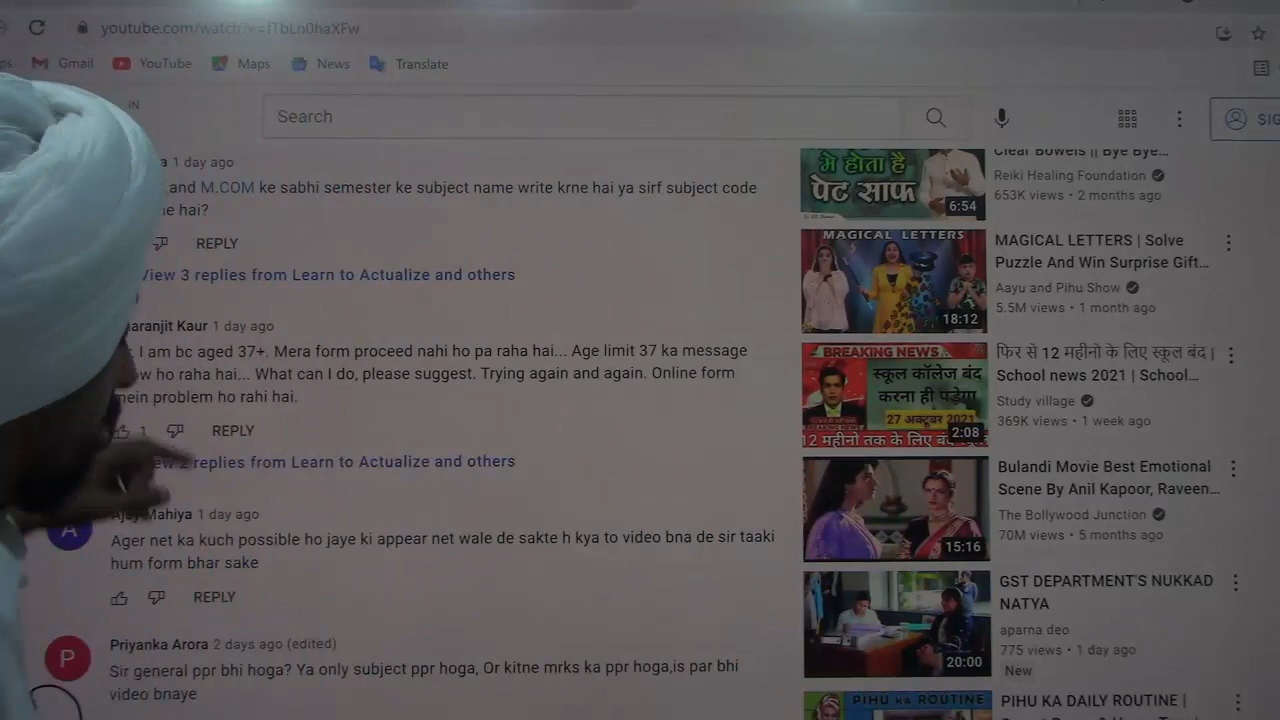 youtube.com/watch?v=fTbLn0haXFw
ps Gmail YouTube Maps News Translate
IN
Search
SIG
a 1 day ago
and M.COM ke sabhi semester ke subject name write krne hai ya sirf subject code
e hai?
REPLY
View 3 replies from Learn to Actualize and others
aranjit Kaur 1 day ago
I am bc aged 37+. Mera form proceed nahi ho pa raha hai... Age limit 37 ka message
ow ho raha hai... What can I do, please suggest. Trying again and again. Online form
mein problem ho rahi hai.
1 REPLY
2 replies from Learn to Actualize and others
A
Mahiya 1 day ago
Ager net ka kuch possible ho jaye ki appear net wale de sakte h kya to video bna de sir taaki
hum form bhar sake
REPLY
P
Priyanka Arora 2 days ago (edited)
Sir general ppr bhi hoga? Ya only subject ppr hoga, Or kitne mrks ka ppr hoga,is par bhi
video bnaye
मे होता है
पेट साफ
6:54
Clear Bowels || Bye Bye...
Reiki Healing Foundation
653K views • 2 months ago
MAGICAL LETTERS
18:12
MAGICAL LETTERS | Solve
Puzzle And Win Surprise Gift...
Aayu and Pihu Show
5.5M views • 1 month ago
BREAKING NEWS
स्कूल कॉलेज बंद
करना ही पड़ेगा
27 अक्टूबर 2021
12 महीनो तक के लिए बंद
2:08
फिर से 12 महीनो के लिए स्कूल बंद |
School news 2021 | School...
Study village
369K views • 1 week ago
15:16
Bulandi Movie Best Emotional
Scene By Anil Kapoor, Raveen...
The Bollywood Junction
70M views • 5 months ago
20:00
GST DEPARTMENT'S NUKKAD
NATYA
aparna deo
775 views • 1 day ago
New
PIHU KA ROUTINE
PIHU KA DAILY ROUTINE |